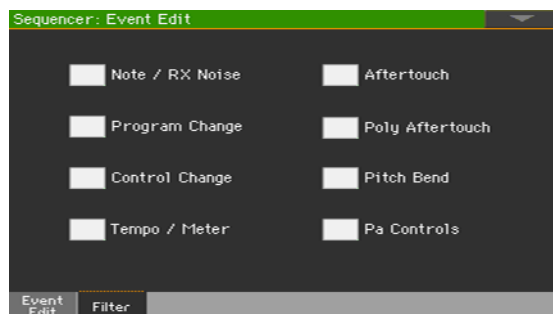 Sequencer: Event Edit
Note / RX Noise
Aftertouch
Program Change
Poly Aftertouch
Control Change
Pitch Bend
Tempo / Meter
Pa Controls
Event
Edit
Filter